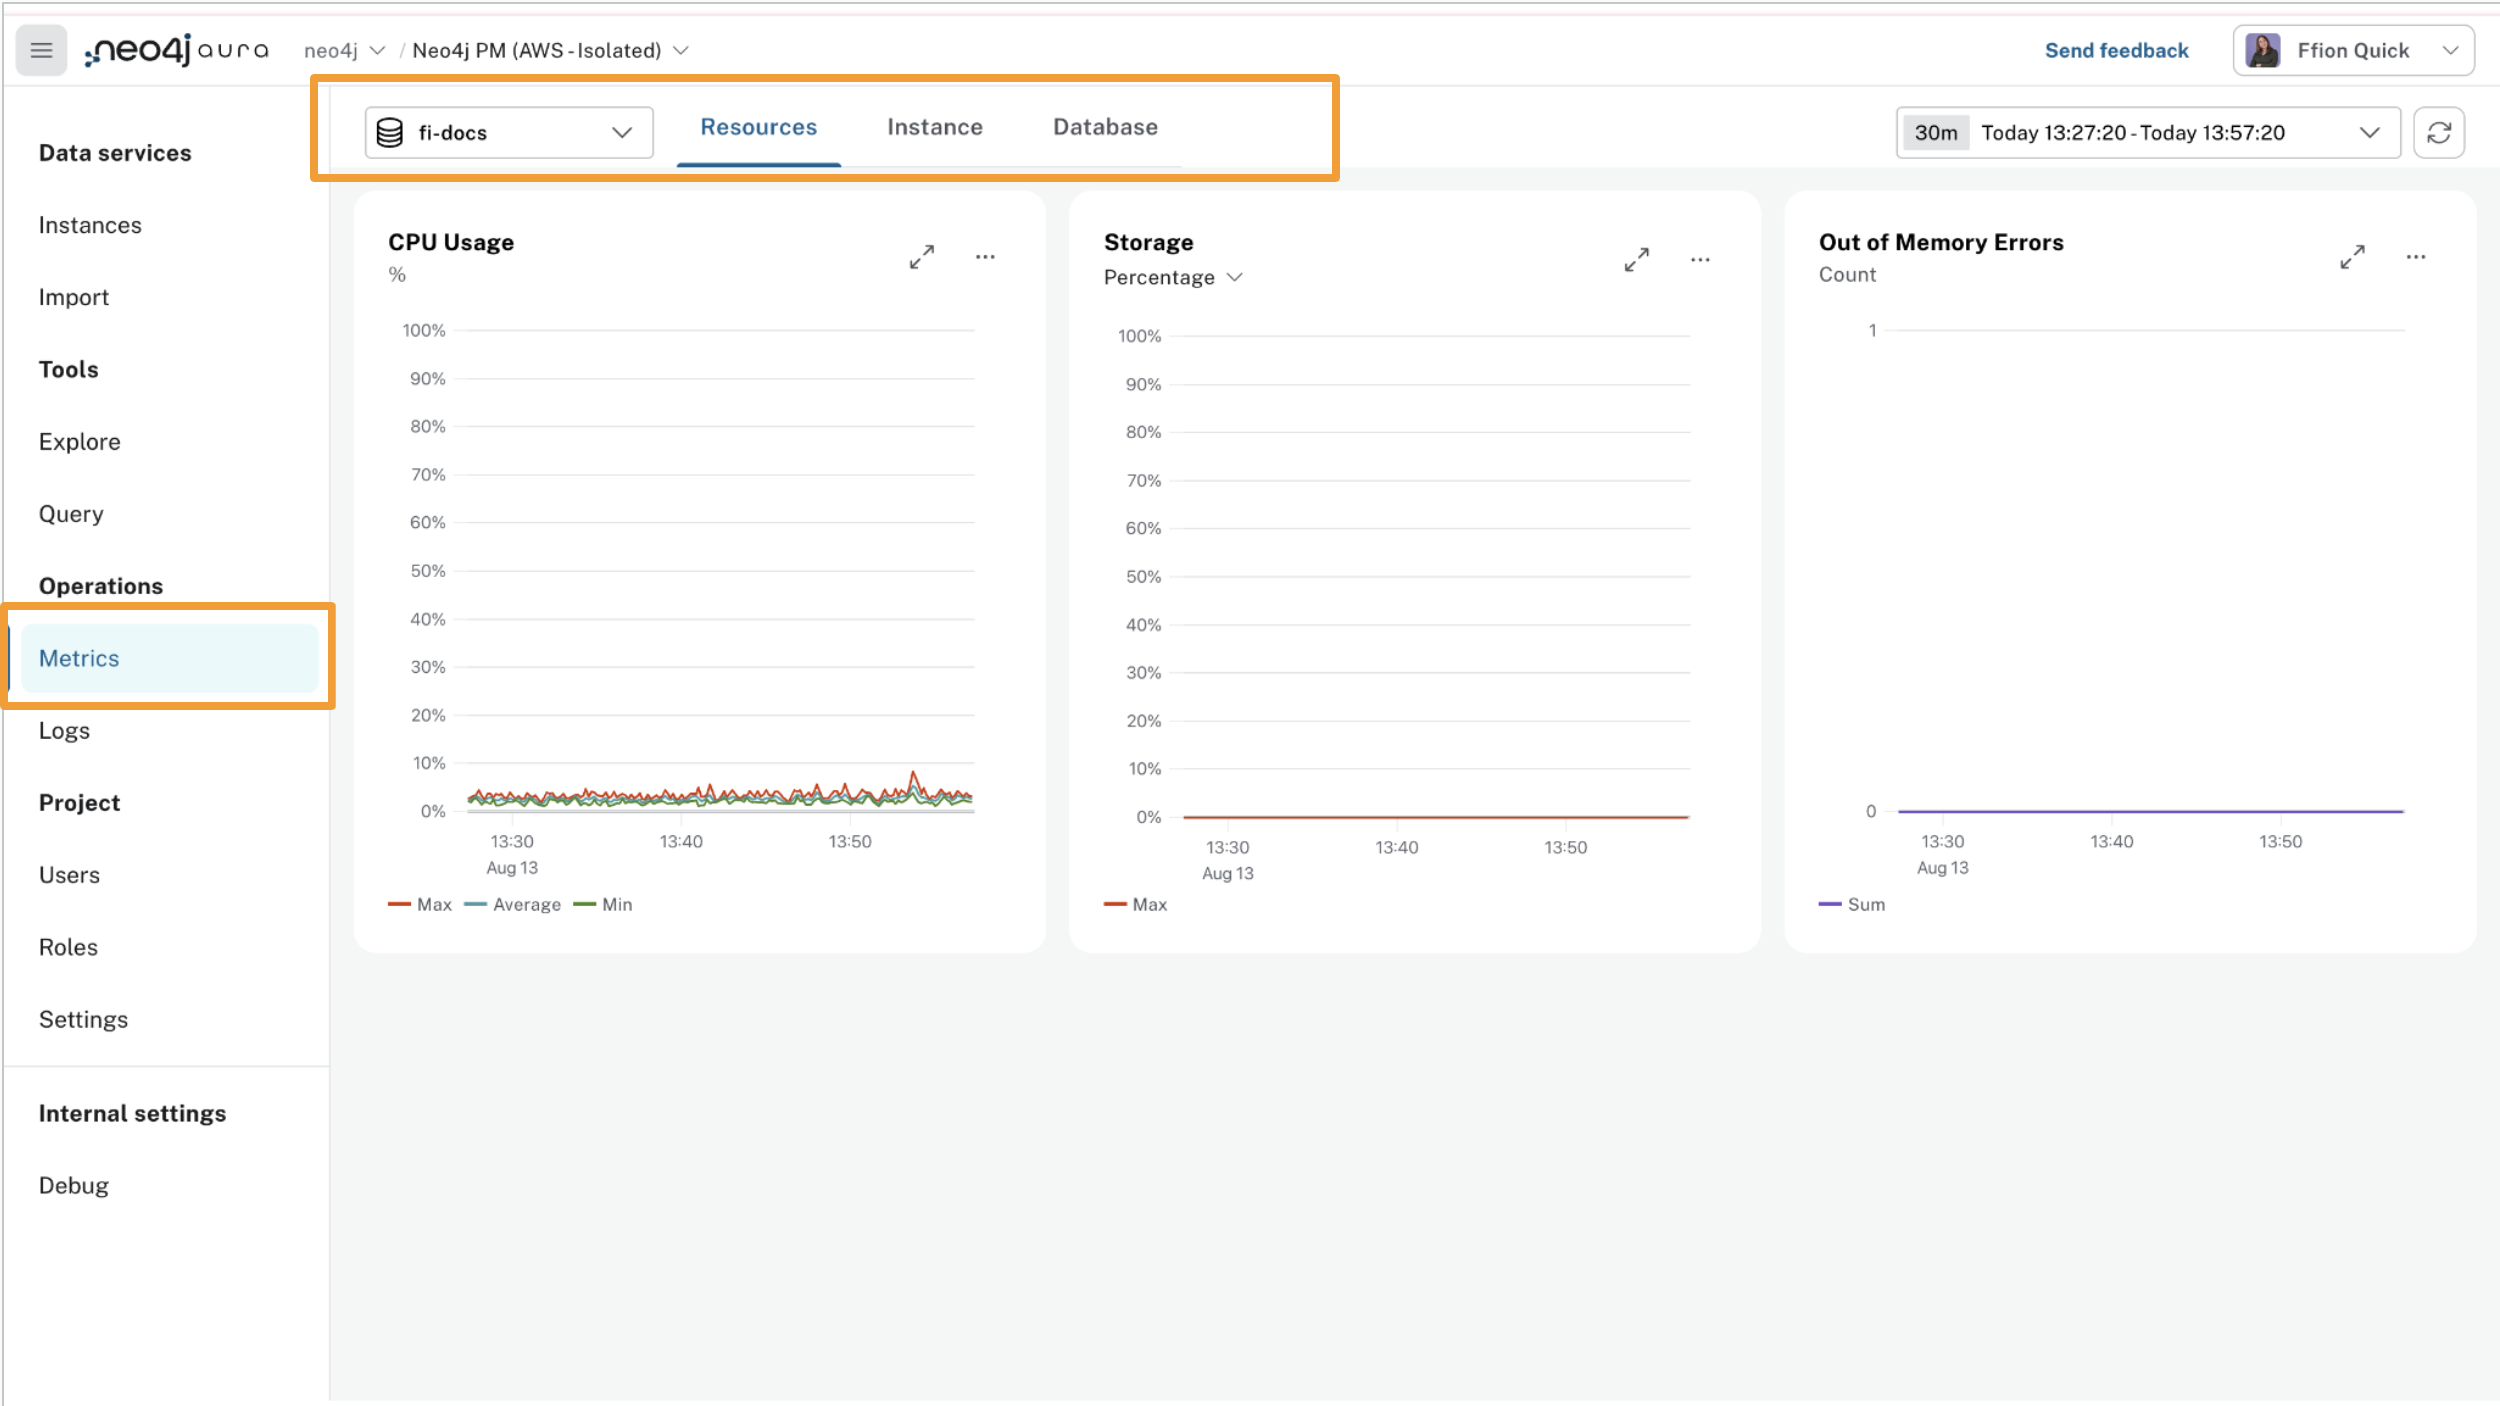 neo4j aura
neo4j / Neo4j PM (AWS - Isolated)
Send feedback
Ffion Quick
Data services
Instances
Import
Tools
Explore
Query
Operations
Metrics
Logs
Project
Users
Roles
Settings
Internal settings
Debug
fi-docs
Resources
Instance
Database
30m Today 13:27:20 - Today 13:57:20
CPU Usage
%
100%
90%
80%
70%
60%
50%
40%
30%
20%
10%
0%
13:30 13:40 13:50
Aug 13
Max Average Min
Storage
Percentage
100%
90%
80%
70%
60%
50%
40%
30%
20%
10%
0%
13:30 13:40 13:50
Aug 13
Max
Out of Memory Errors
Count
1
0
13:30 13:40 13:50
Aug 13
Sum